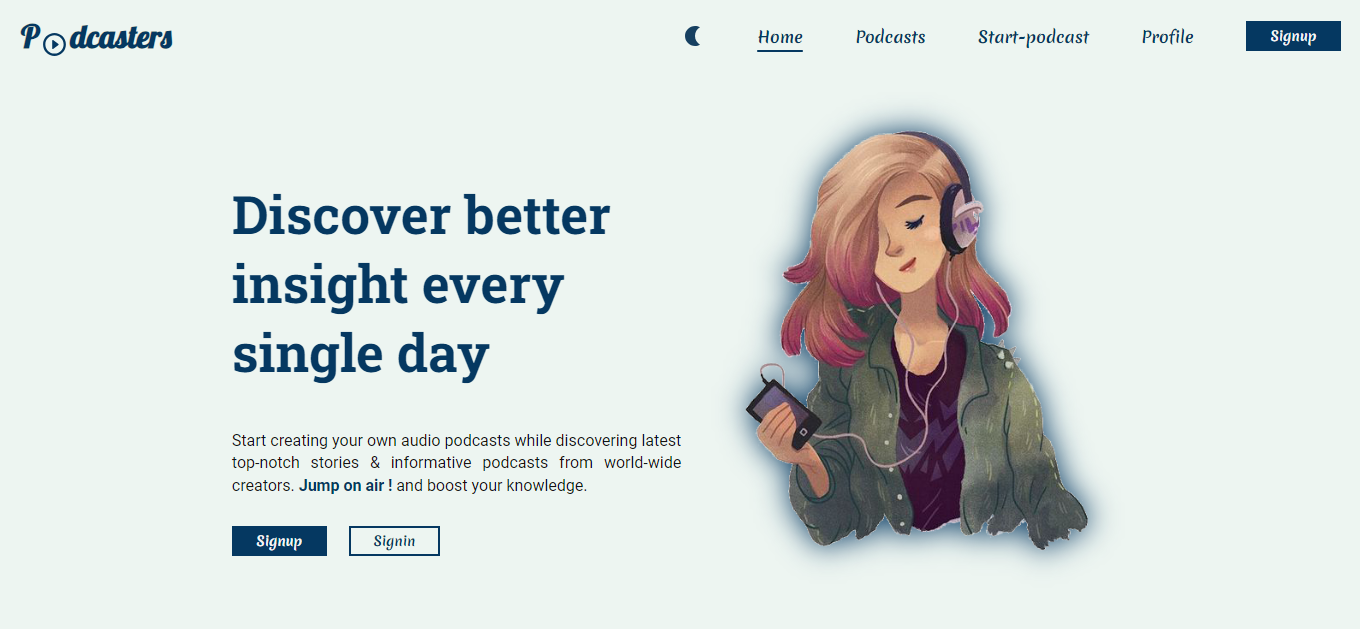 Podcasters
Home
Podcasts
Start-podcast
Profile
Signup
Discover better
insight every
single day
Start creating your own audio podcasts while discovering latest
top-notch stories & informative podcasts from world-wide
creators. Jump on air ! and boost your knowledge.
Signup
Signin